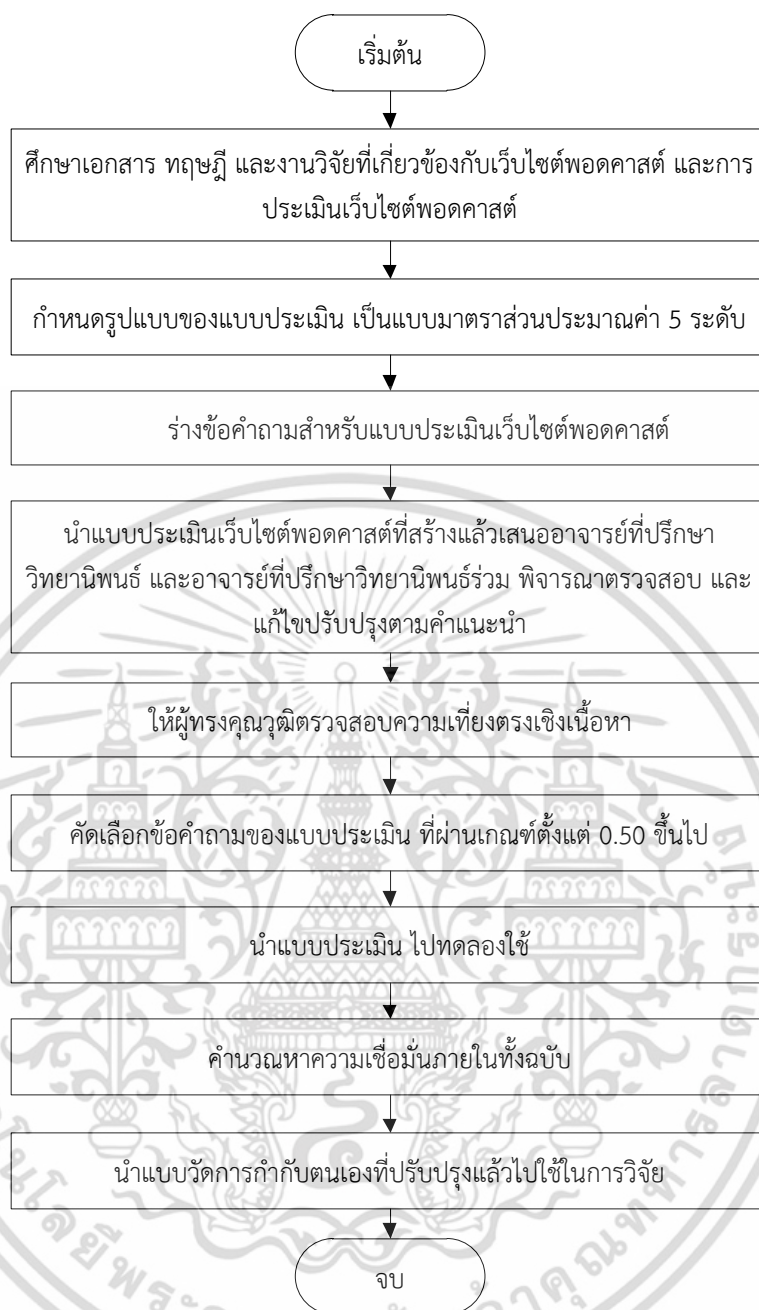 เริ่มต้น
ศึกษาเอกสาร ทฤษฎี และงานวิจัยที่เกี่ยวข้องกับเว็บไซต์พอดคาสต์ และการ
ประเมินเว็บไซต์พอดคาสต์
กำหนดรูปแบบของแบบประเมิน เป็นแบบมาตราส่วนประมาณค่า 5 ระดับ
ร่างข้อคำถามสำหรับแบบประเมินเว็บไซต์พอดคาสต์
นำแบบประเมินเว็บไซต์พอดคาสต์ที่สร้างแล้วเสนออาจารย์ที่ปรึกษา
วิทยานิพนธ์ และอาจารย์ที่ปรึกษาวิทยานิพนธ์ร่วม พิจารณาตรวจสอบ และ
แก้ไขปรับปรุงตามคำแนะนำ
ให้ผู้ทรงคุณวุฒิตรวจสอบความเที่ยงตรงเชิงเนื้อหา
คัดเลือกข้อคำถามของแบบประเมิน ที่ผ่านเกณฑ์ตั้งแต่ 0.50 ขึ้นไป
นำแบบประเมิน ไปทดลองใช้
คำนวณหาความเชื่อมั่นภายในทั้งฉบับ
นำแบบวัดการกำกับตนเองที่ปรับปรุงแล้วไปใช้ในการวิจัย
จบ